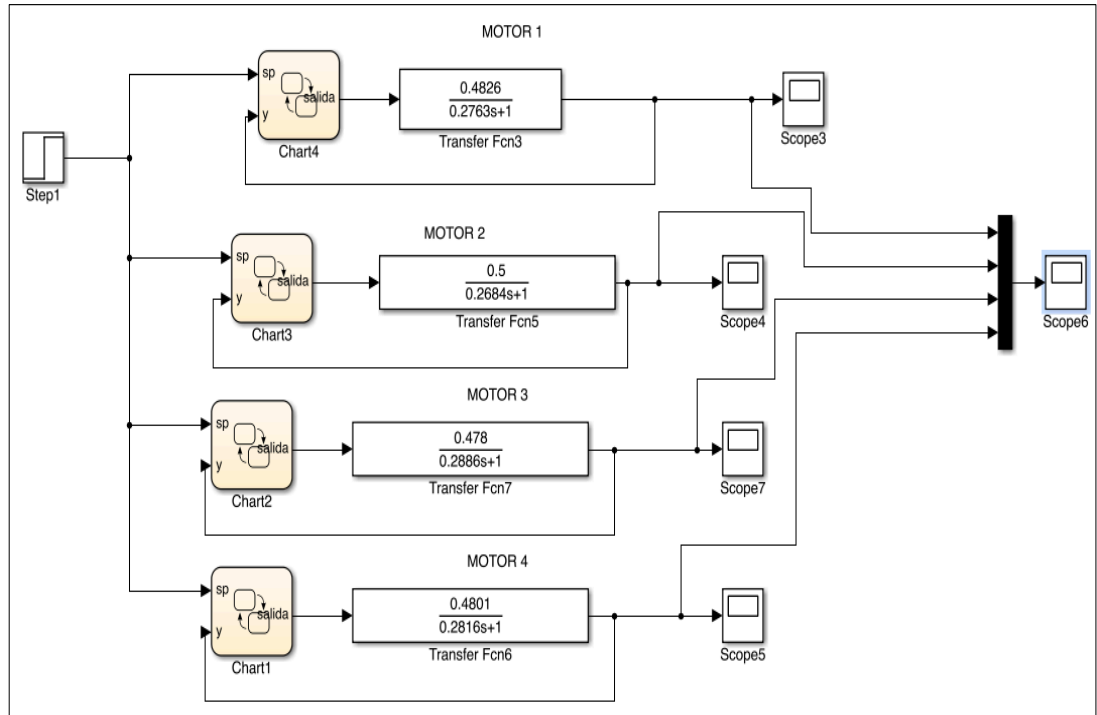 MOTOR 1
sp
salida
y
Chart4
0.4826
0.2763s+1
Transfer Fcn3
Scope3
Step1
MOTOR 2
sp
salida
y
Chart3
0.5
0.2684s+1
Transfer Fcn5
Scope4
Scope6
MOTOR 3
sp
salida
y
Chart2
0.478
0.2886s+1
Transfer Fcn7
Scope7
MOTOR 4
sp
salida
y
Chart1
0.4801
0.2816s+1
Transfer Fcn6
Scope5